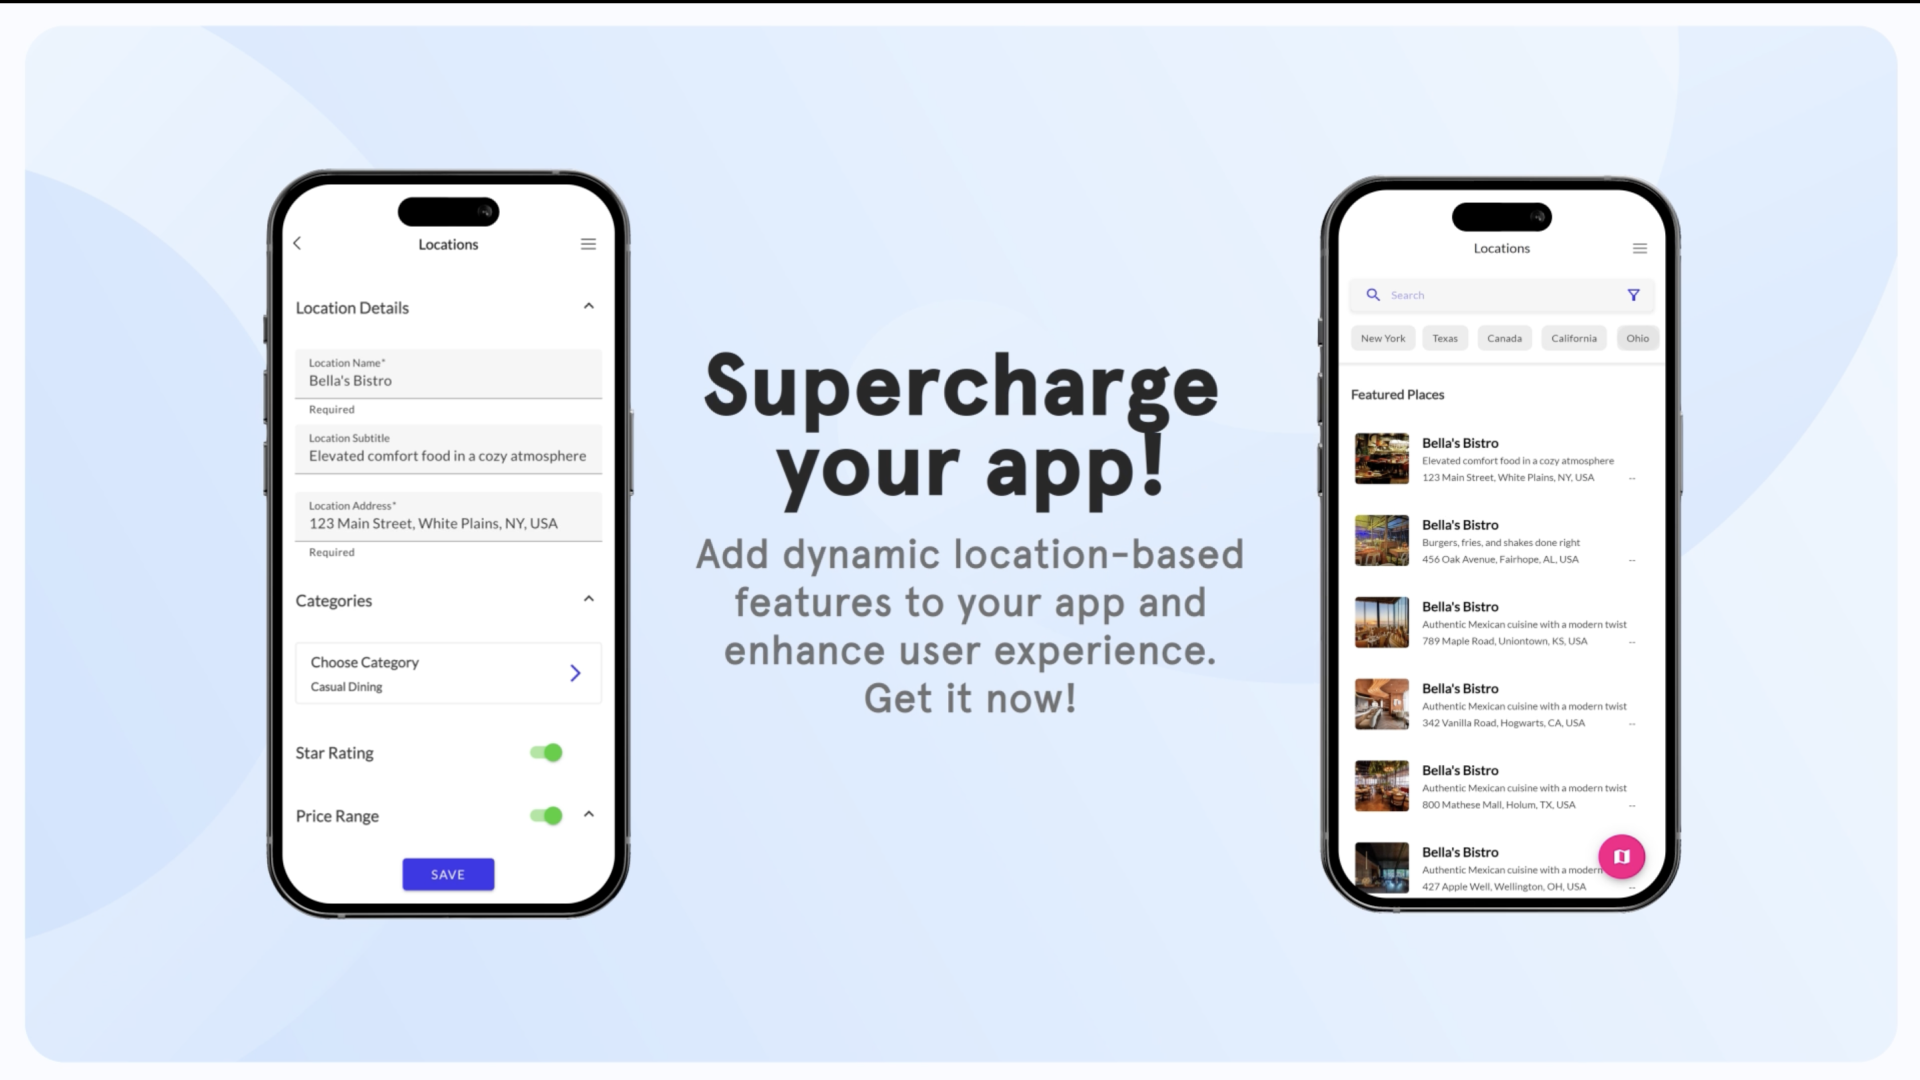 Locations
Location Details
Location Name*
Bella's Bistro
Required
Location Subtitle
Elevated comfort food in a cozy atmosphere
Location Address*
123 Main Street, White Plains, NY, USA
Required
Categories
Choose Category
Casual Dining
Star Rating
Price Range
SAVE
Supercharge
your app!
Add dynamic location-based
features to your app and
enhance user experience.
Get it now!
Locations
Search
New York Texas Canada California Ohio
Featured Places
Bella's Bistro
Elevated comfort food in a cozy atmosphere
123 Main Street, White Plains, NY, USA --
Bella's Bistro
Burgers, fries, and shakes done right
456 Oak Avenue, Fairhope, AL, USA --
Bella's Bistro
Authentic Mexican cuisine with a modern twist
789 Maple Road, Uniontown, KS, USA --
Bella's Bistro
Authentic Mexican cuisine with a modern twist
342 Vanilla Road, Hogwarts, CA, USA --
Bella's Bistro
Authentic Mexican cuisine with a modern twist
800 Mathese Mall, Holum, TX, USA --
Bella's Bistro
Authentic Mexican cuisine with a modern
427 Apple Well, Wellington, OH, USA --